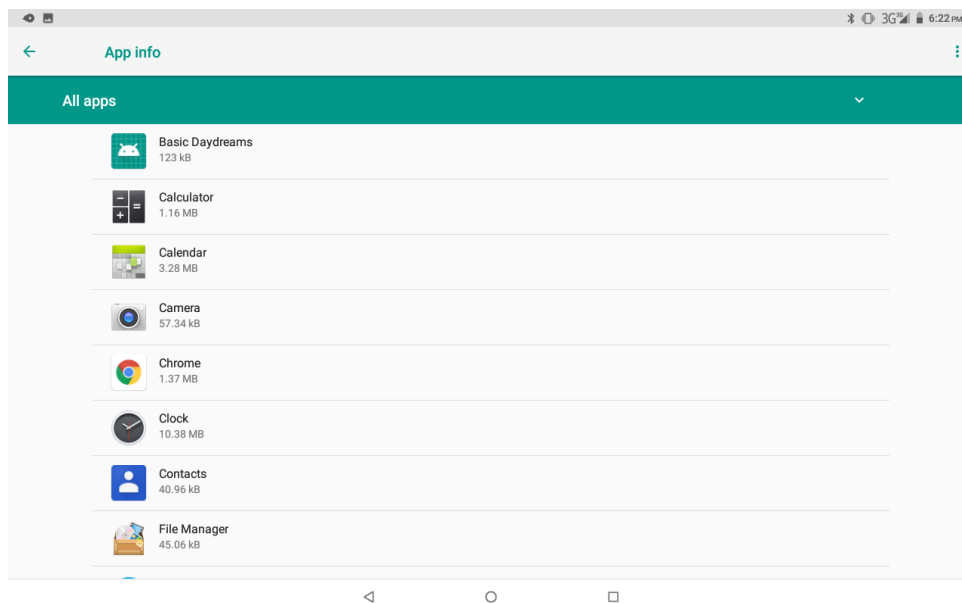 3G 3G 6:22 PM
App info
All apps
Basic Daydreams
123 kB
Calculator
1.16 MB
Calendar
3.28 MB
Camera
57.34 kB
Chrome
1.37 MB
Clock
10.38 MB
Contacts
40.96 kB
File Manager
45.06 kB